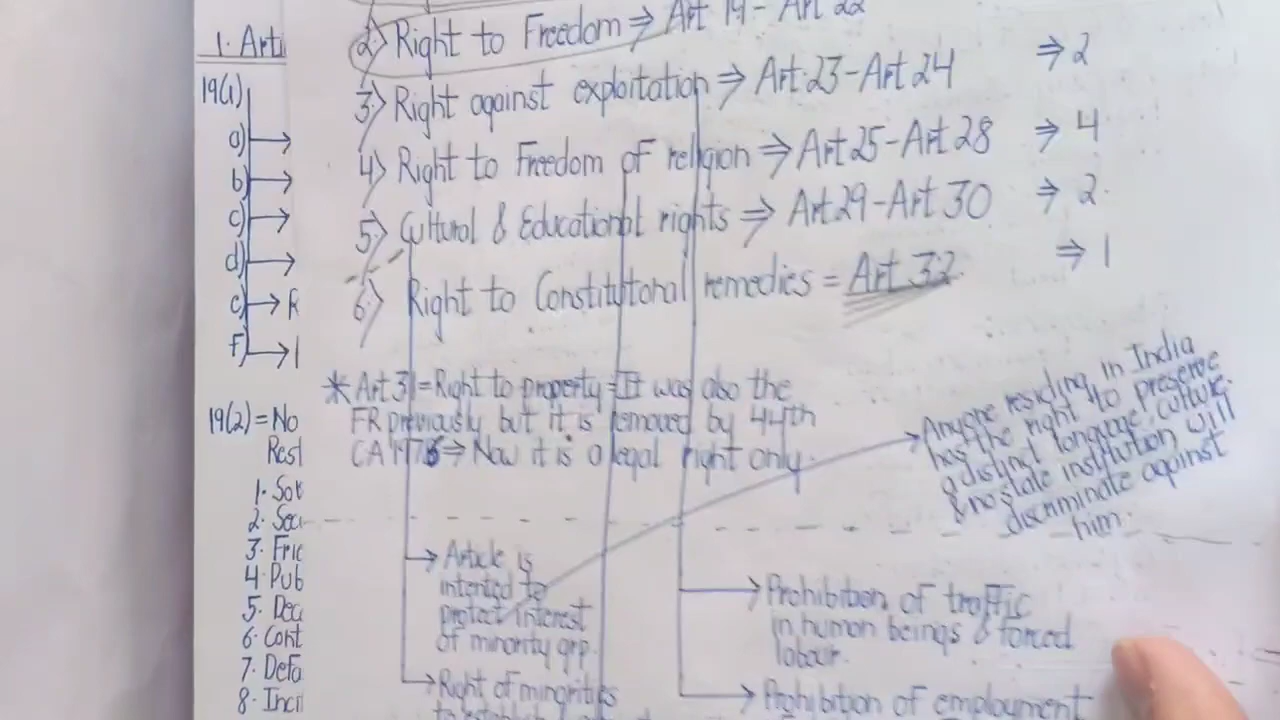 1. Arti
19(1)
a)
b)
c)
d)
e) R
f)
19(2) = No
Rest
1. Sov
2. Secu
3. Frie
4. Pub
5. Dec
6. Cont
7. Defa
8. Inci
2) Right to Freedom ⇒ Art 19 - Art 22
3) Right against exploitation ⇒ Art.23 - Art 24 ⇒ 2
4) Right to Freedom of religion ⇒ Art 25 - Art 28 ⇒ 4
5) Cultural & Educational rights ⇒ Art 29 - Art 30 ⇒ 2.
6) Right to Constitutonal remedies = Art 32. ⇒ 1
* Art 31 = Right to property = It was also the
FR previously but it is removed by 44th
CA ⇒ Now it is a legal right only.
Anyone residing in India
has the right to preserve
a distinct language, culture.
& no state institution will
discriminate against
him.
Article is
intented to
protect interest
of minority grp.
Right of minorities
Prohibition of traffic
in human beings & forced
labour.
Prohibition of employment